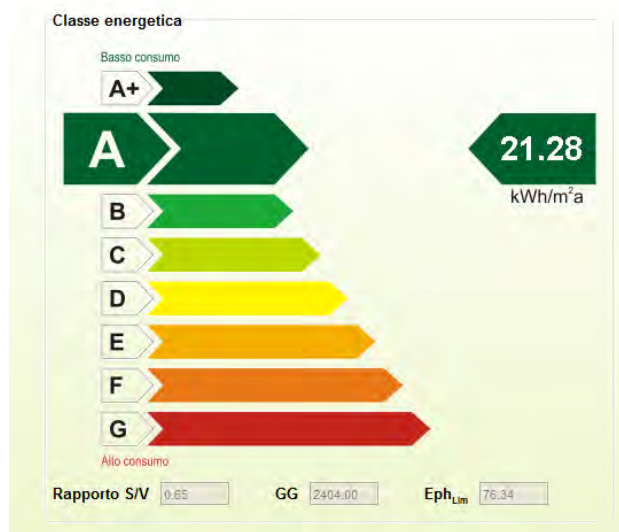 Classe energetica
Basso consumo
A+
A
21.28
kWh/m²a
B
C
D
E
F
G
Alto consumo
Rapporto S/V 0.65 GG 2404.00 Eph Lim 76.34